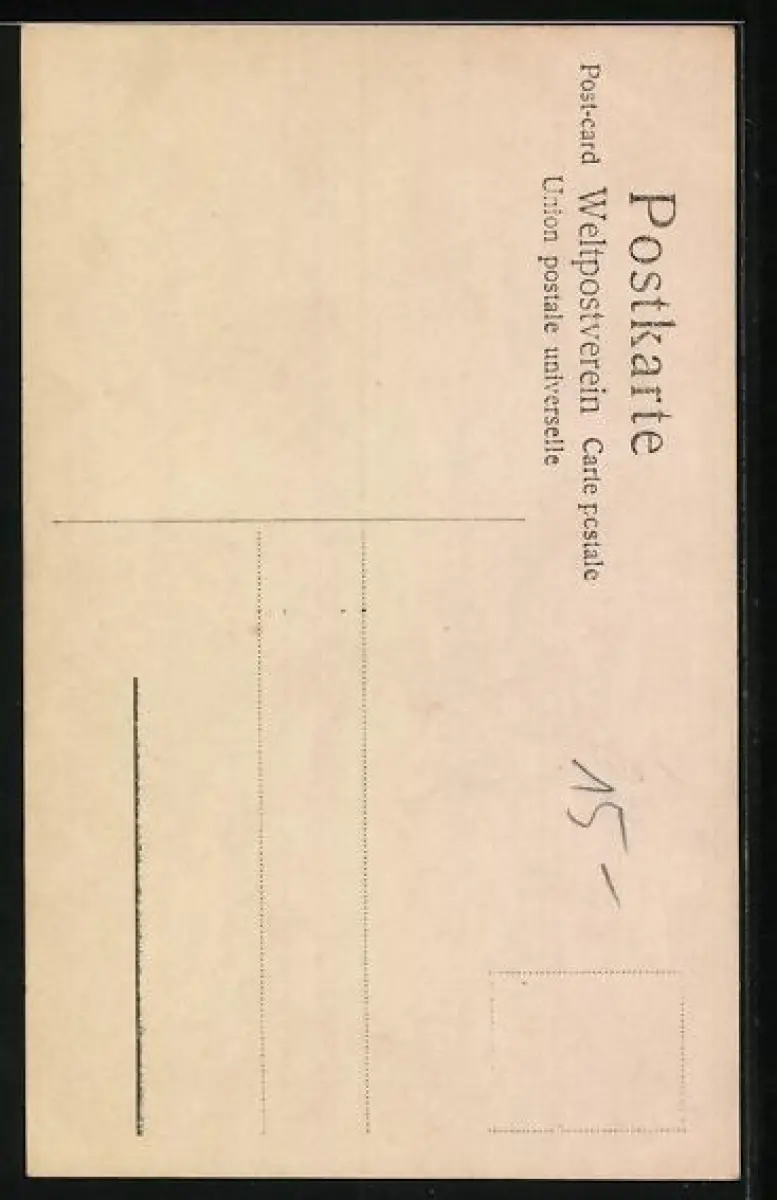 Postkarte
Post-card Weltpostverein Carte postale
Union postale universelle
15 -